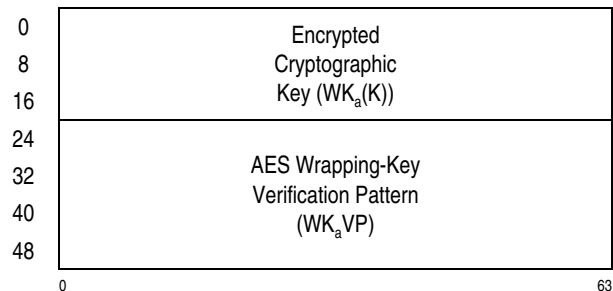 0
8
16
24
32
40
48
Encrypted
Cryptographic
Key (WKa(K))
AES Wrapping-Key
Verification Pattern
(WKaVP)
0 63